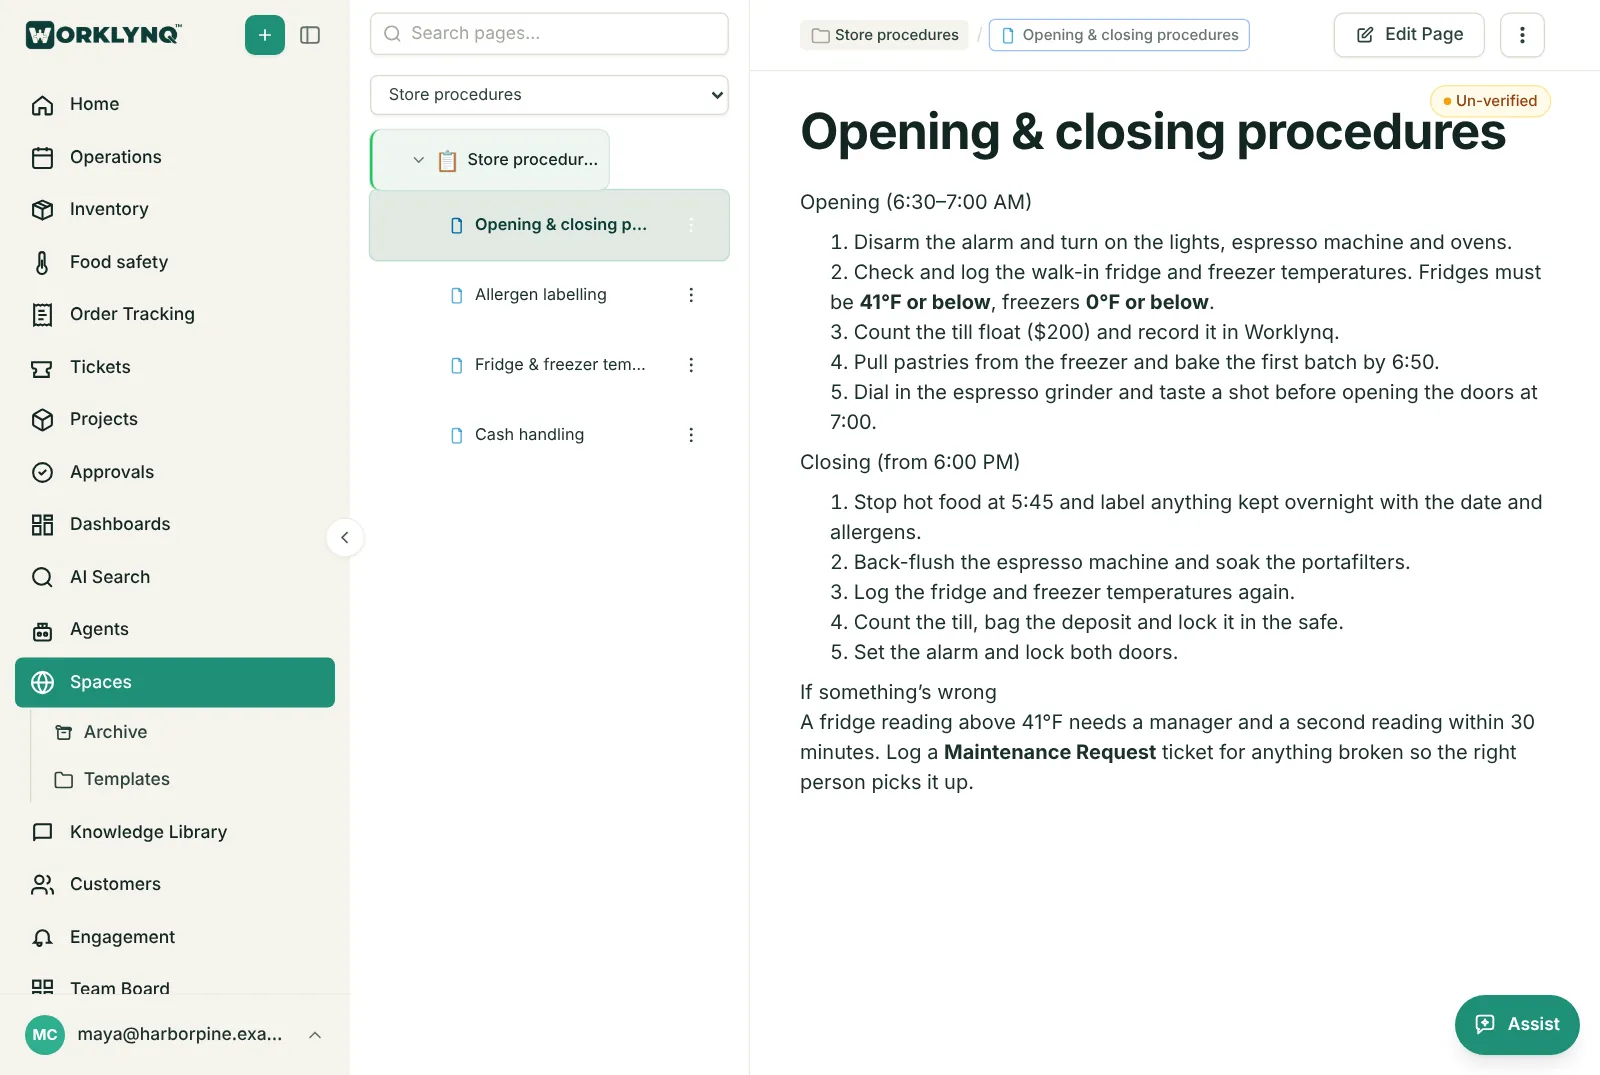 WORKLYNQ™
Home
Operations
Inventory
Food safety
Order Tracking
Tickets
Projects
Approvals
Dashboards
AI Search
Agents
Spaces
Archive
Templates
Knowledge Library
Customers
Engagement
Team Board
MC
maya@harborpine.exa...
Search pages...
Store procedures
Store procedur...
Opening & closing p...
Allergen labelling
Fridge & freezer tem...
Cash handling
Store procedures / Opening & closing procedures
Edit Page
Un-verified
Opening & closing procedures
Opening (6:30–7:00 AM)
1. Disarm the alarm and turn on the lights, espresso machine and ovens.
2. Check and log the walk-in fridge and freezer temperatures. Fridges must
be 41°F or below, freezers 0°F or below.
3. Count the till float ($200) and record it in Worklynq.
4. Pull pastries from the freezer and bake the first batch by 6:50.
5. Dial in the espresso grinder and taste a shot before opening the doors at
7:00.
Closing (from 6:00 PM)
1. Stop hot food at 5:45 and label anything kept overnight with the date and
allergens.
2. Back-flush the espresso machine and soak the portafilters.
3. Log the fridge and freezer temperatures again.
4. Count the till, bag the deposit and lock it in the safe.
5. Set the alarm and lock both doors.
If something’s wrong
A fridge reading above 41°F needs a manager and a second reading within 30
minutes. Log a Maintenance Request ticket for anything broken so the right
person picks it up.
Assist